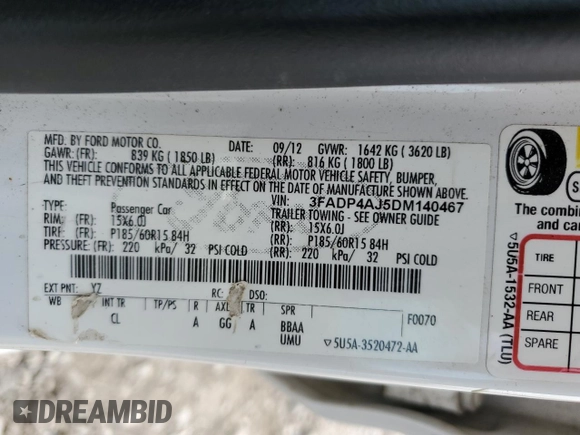 MFD. BY FORD MOTOR CO. DATE: 09/12 GVWR: 1642 KG ( 3620 LB)
GAWR: (FR): 839 KG ( 1850 LB) (RR): 816 KG ( 1800 LB)
THIS VEHICLE CONFORMS TO ALL APPLICABLE FEDERAL MOTOR VEHICLE SAFETY, BUMPER,
AND THEFT PREVENTION STANDARDS IN EFFECT ON THE DATE OF MANUFACTURE SHOWN ABOVE.
VIN: 3FADP4AJ5DM140467
TYPE: Passenger Car TRAILER TOWING - SEE OWNER GUIDE
RIM: (FR): 15X6.0J (RR): 15X6.0J
TIRE: (FR): P185/60R15 84H (RR): P185/60R15 84H
PRESSURE: (FR): 220 kPa/ 32 PSI COLD (RR): 220 kPa/ 32 PSI COLD
EXT PNT: YZ RC: DSO:
WB INT TR TP/PS R AXLE TR SPR F0070
CL A GG A BBAA
UMU ▽5U5A-3520472-AA
The combin
and car
TIRE
FRONT
REAR
SPARE
▽5U5A-1532-AA (TLU)
DREAMBID